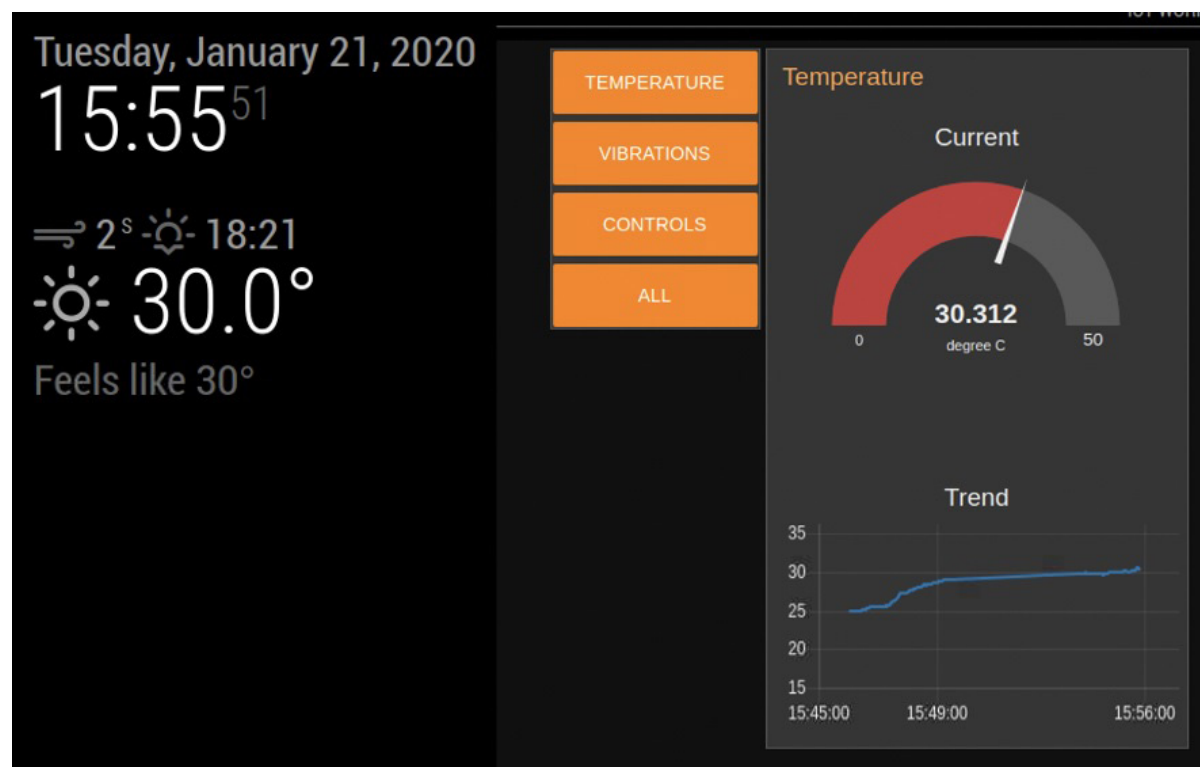 Tuesday, January 21, 2020
15:55 51
2 S 18:21
30.0°
Feels like 30°
TEMPERATURE
VIBRATIONS
CONTROLS
ALL
Temperature
Current
30.312
0 degree C 50
Trend
35
30
25
20
15
15:45:00 15:49:00 15:56:00